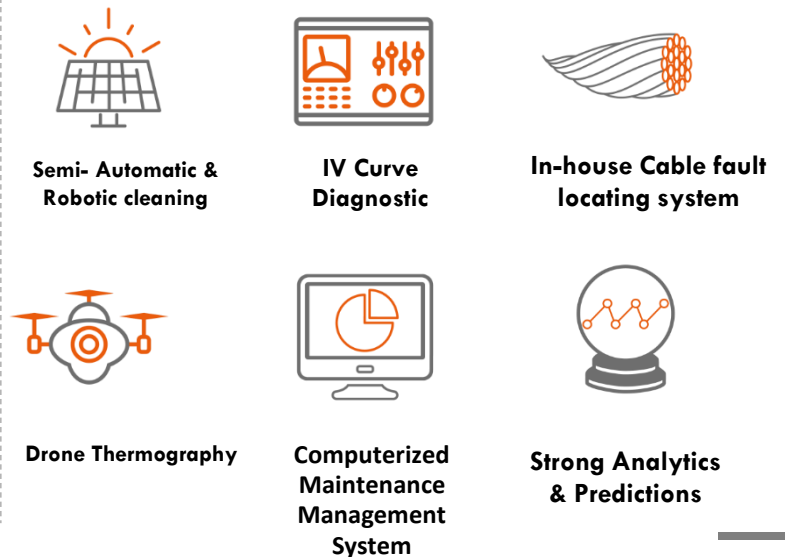 Semi- Automatic &
Robotic cleaning
IV Curve
Diagnostic
In-house Cable fault
locating system
Drone Thermography
Computerized
Maintenance
Management
System
Strong Analytics
& Predictions